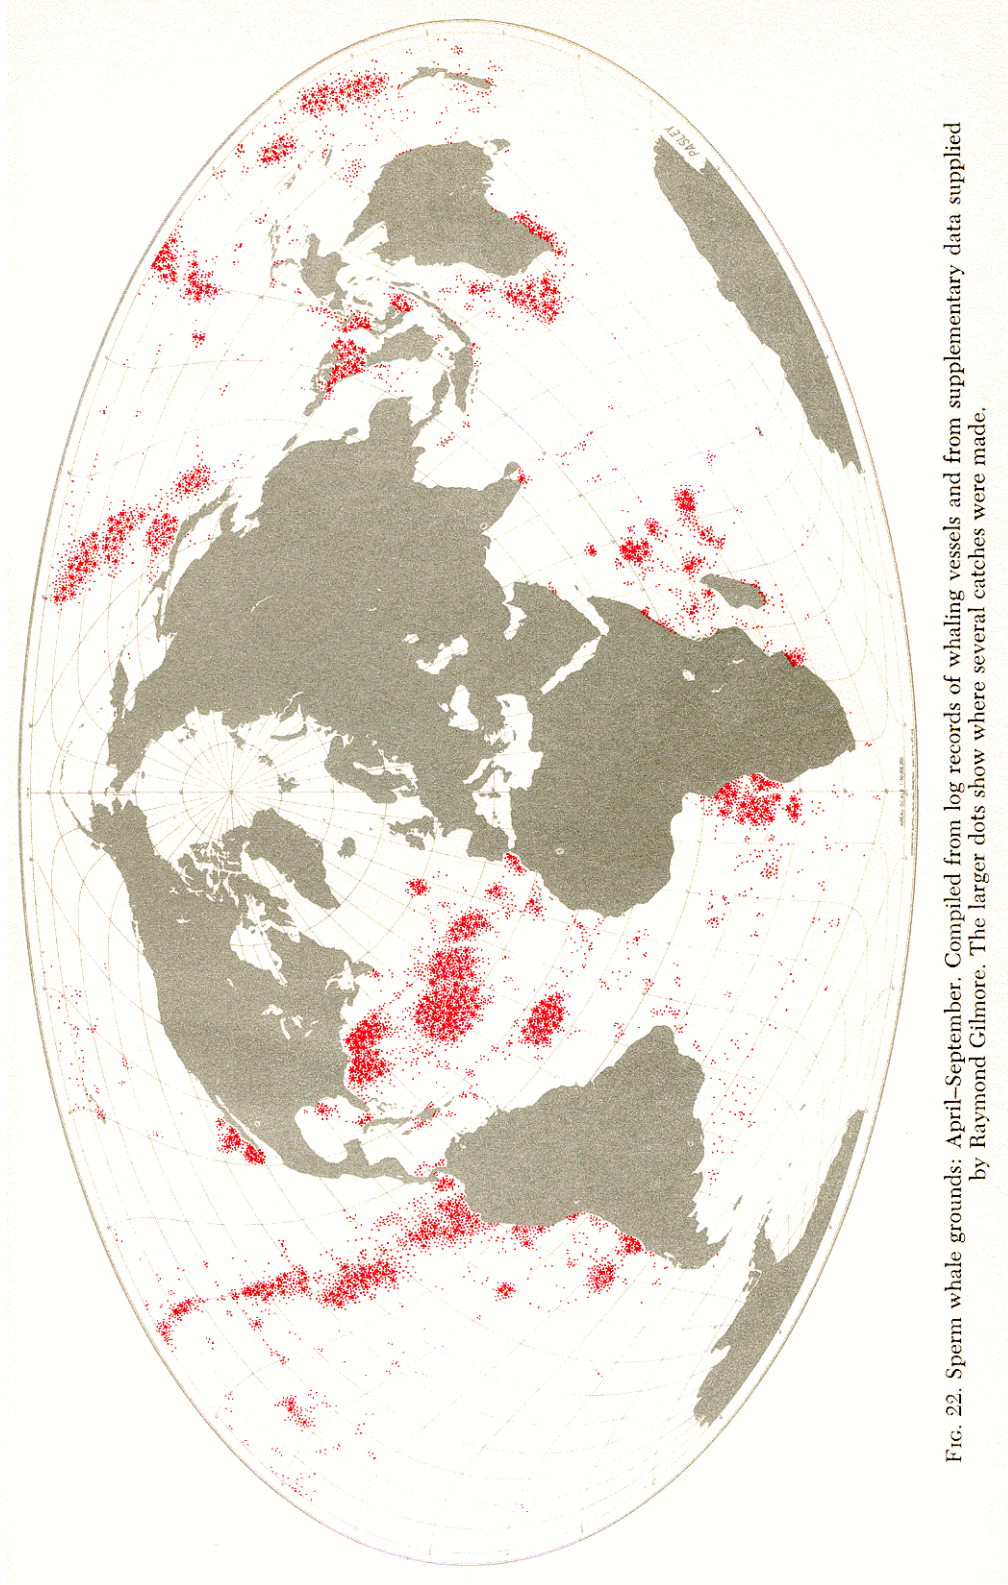 PASLEY
FIG. 22. Sperm whale grounds: April–September. Compiled from log records of whaling vessels and from supplementary data supplied
by Raymond Gilmore. The larger dots show where several catches were made.